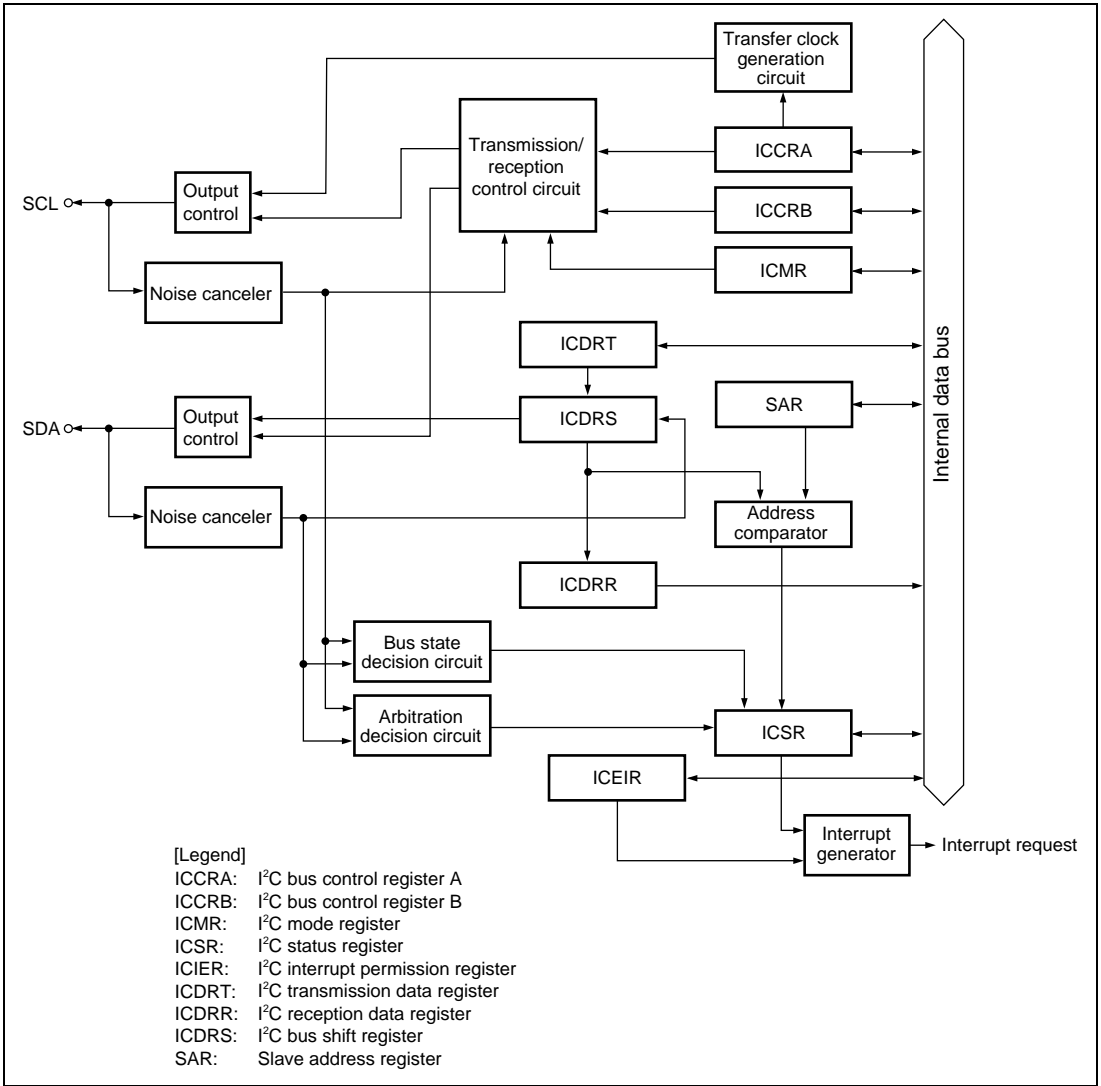 Transfer clock
generation
circuit
Transmission/
reception
control circuit
ICCRA
SCL
Output
control
ICCRB
ICMR
Noise canceler
Internal data bus
ICDRT
SAR
SDA
Output
control
ICDRS
Noise canceler
Address
comparator
ICDRR
Bus state
decision circuit
Arbitration
decision circuit
ICSR
ICEIR
Interrupt
generator
Interrupt request
[Legend]
ICCRA: I²C bus control register A
ICCRB: I²C bus control register B
ICMR: I²C mode register
ICSR: I²C status register
ICIER: I²C interrupt permission register
ICDRT: I²C transmission data register
ICDRR: I²C reception data register
ICDRS: I²C bus shift register
SAR: Slave address register